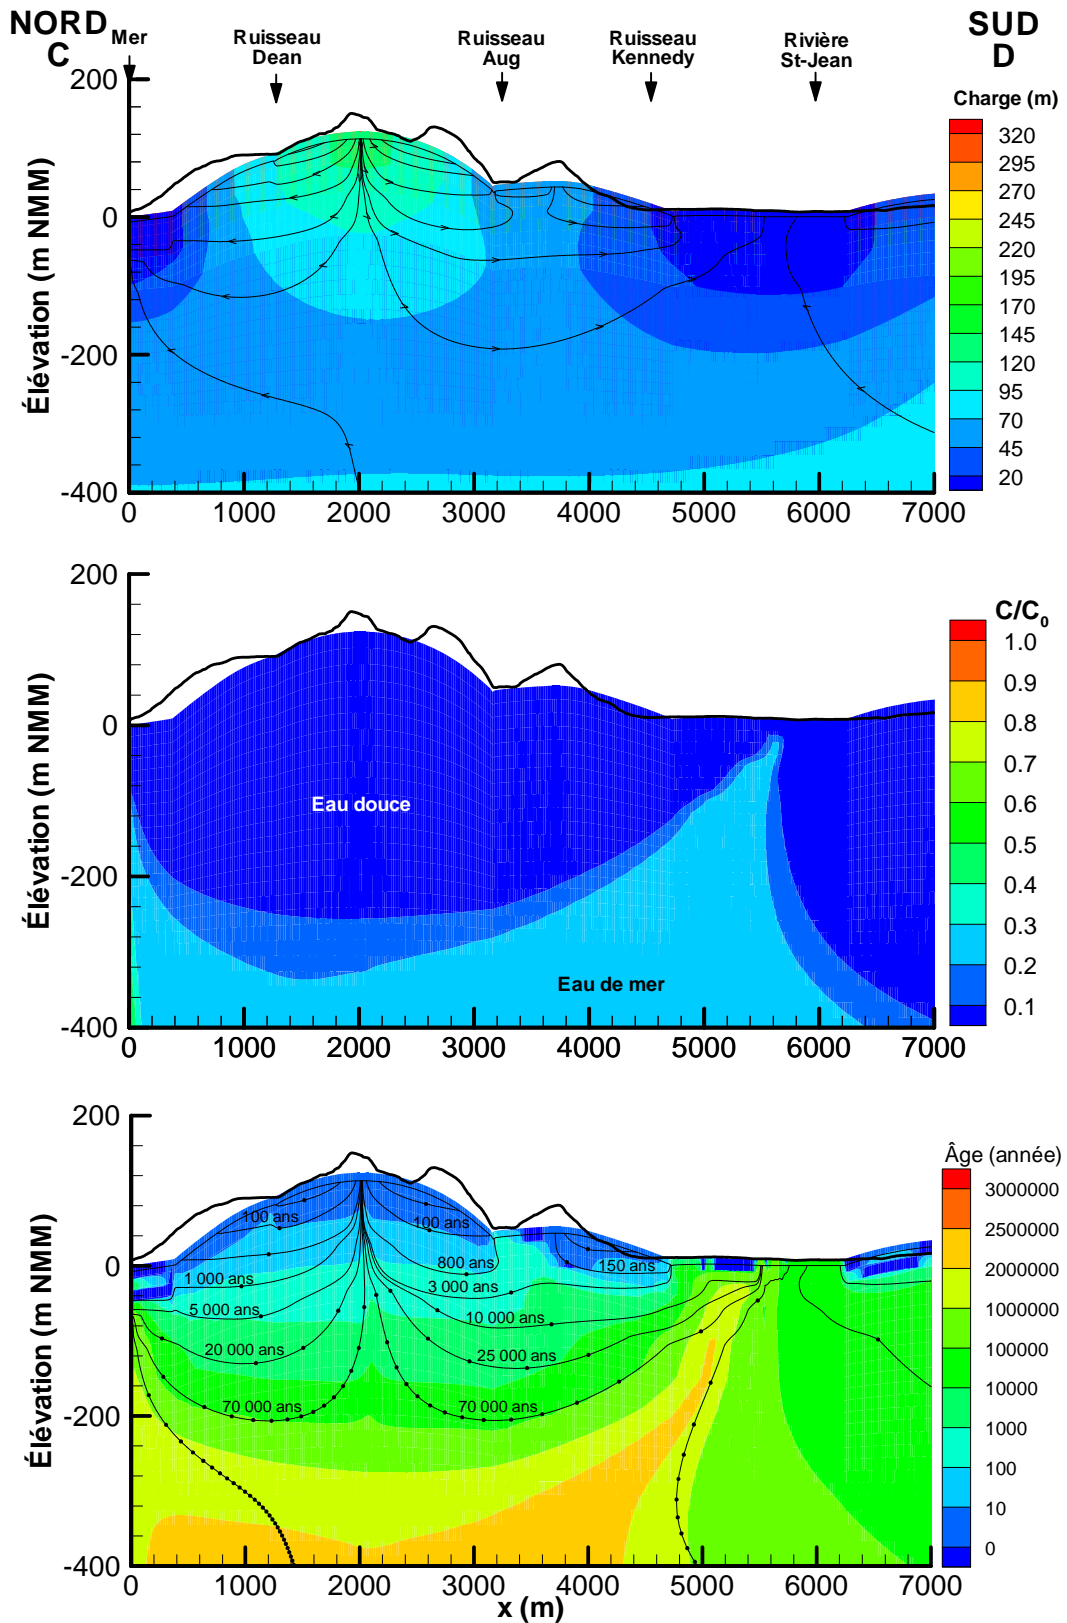 NORD
C
Mer
Ruisseau
Dean
Ruisseau
Aug
Ruisseau
Kennedy
Rivière
St-Jean
SUD
D
Charge (m)
320
295
270
245
220
195
170
145
120
95
70
45
20
Élévation (m NMM)
200
0
-200
-400
0 1000 2000 3000 4000 5000 6000 7000
C/C0
1.0
0.9
0.8
0.7
0.6
0.5
0.4
0.3
0.2
0.1
Élévation (m NMM)
200
0
-200
-400
Eau douce
Eau de mer
0 1000 2000 3000 4000 5000 6000 7000
Âge (année)
3000000
2500000
2000000
1000000
100000
10000
1000
100
10
0
Élévation (m NMM)
200
0
-200
-400
100 ans
100 ans
800 ans
150 ans
1 000 ans
3 000 ans
5 000 ans
10 000 ans
20 000 ans
25 000 ans
70 000 ans
70 000 ans
0 1000 2000 3000 4000 5000 6000 7000
x (m)